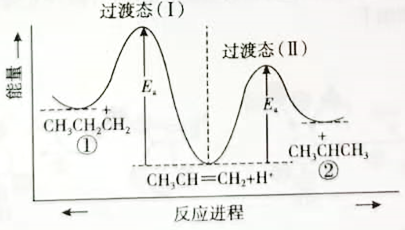 过渡态(Ⅰ)
过渡态(Ⅱ)
能量
Eₐ
Eₐ
+
CH₃CH₂CH₂
①
+
CH₃CHCH₃
②
CH₃CH=CH₂+H⁺
反应进程